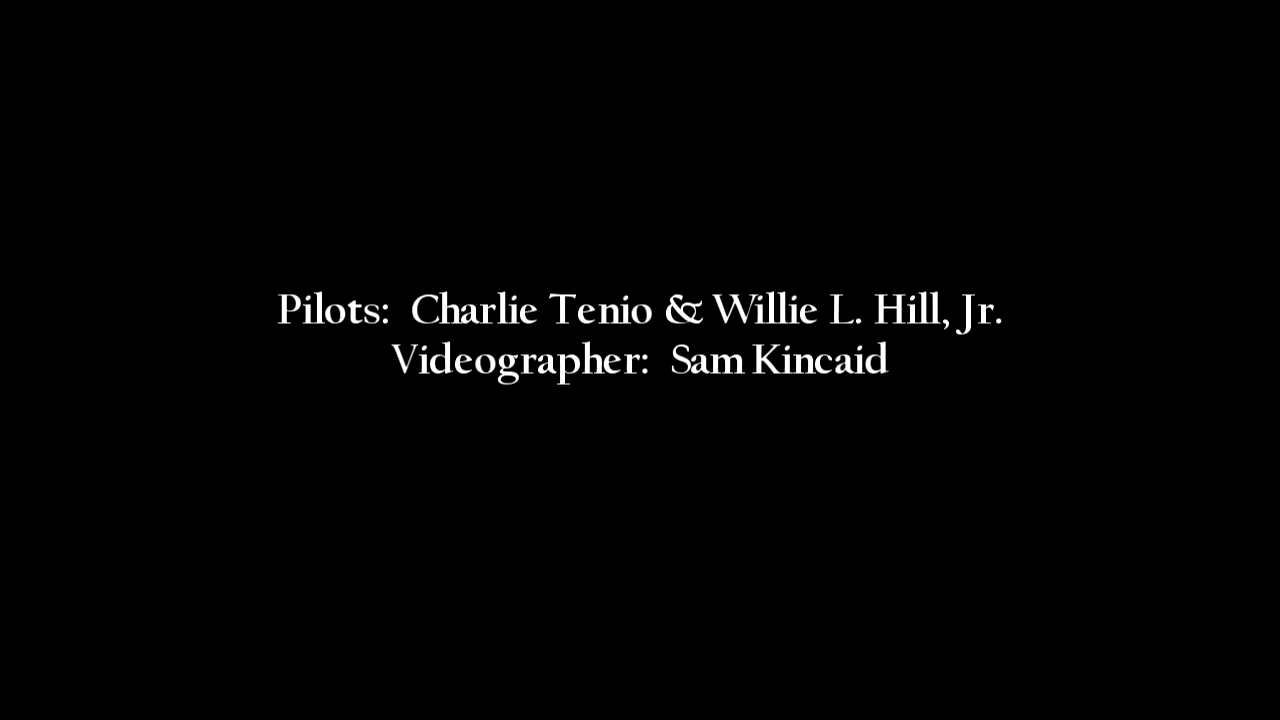 Pilots:  Charlie Tenio & Willie L. Hill, Jr.
Videographer:  Sam Kincaid